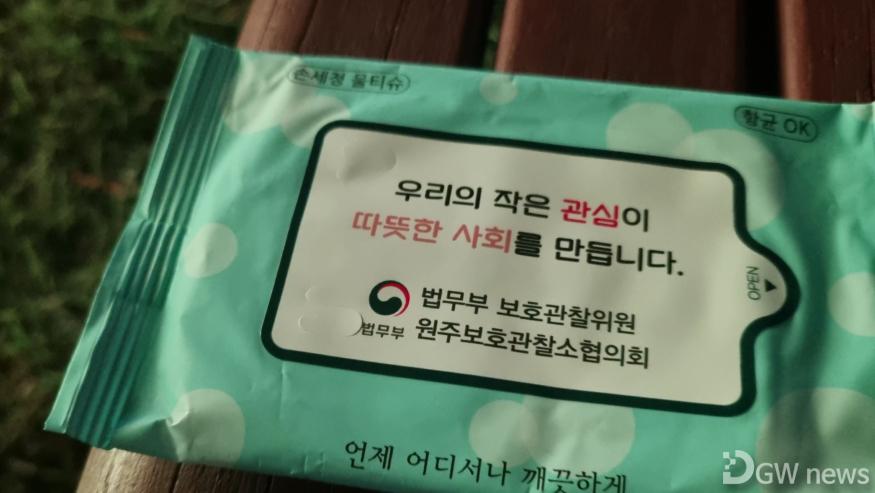 손세정 물티슈
항균 OK
우리의 작은 관심이
따뜻한 사회를 만듭니다.
OPEN
법무부 법무부 보호관찰위원
원주보호관찰소협의회
언제 어디서나 깨끗하게
DGW news